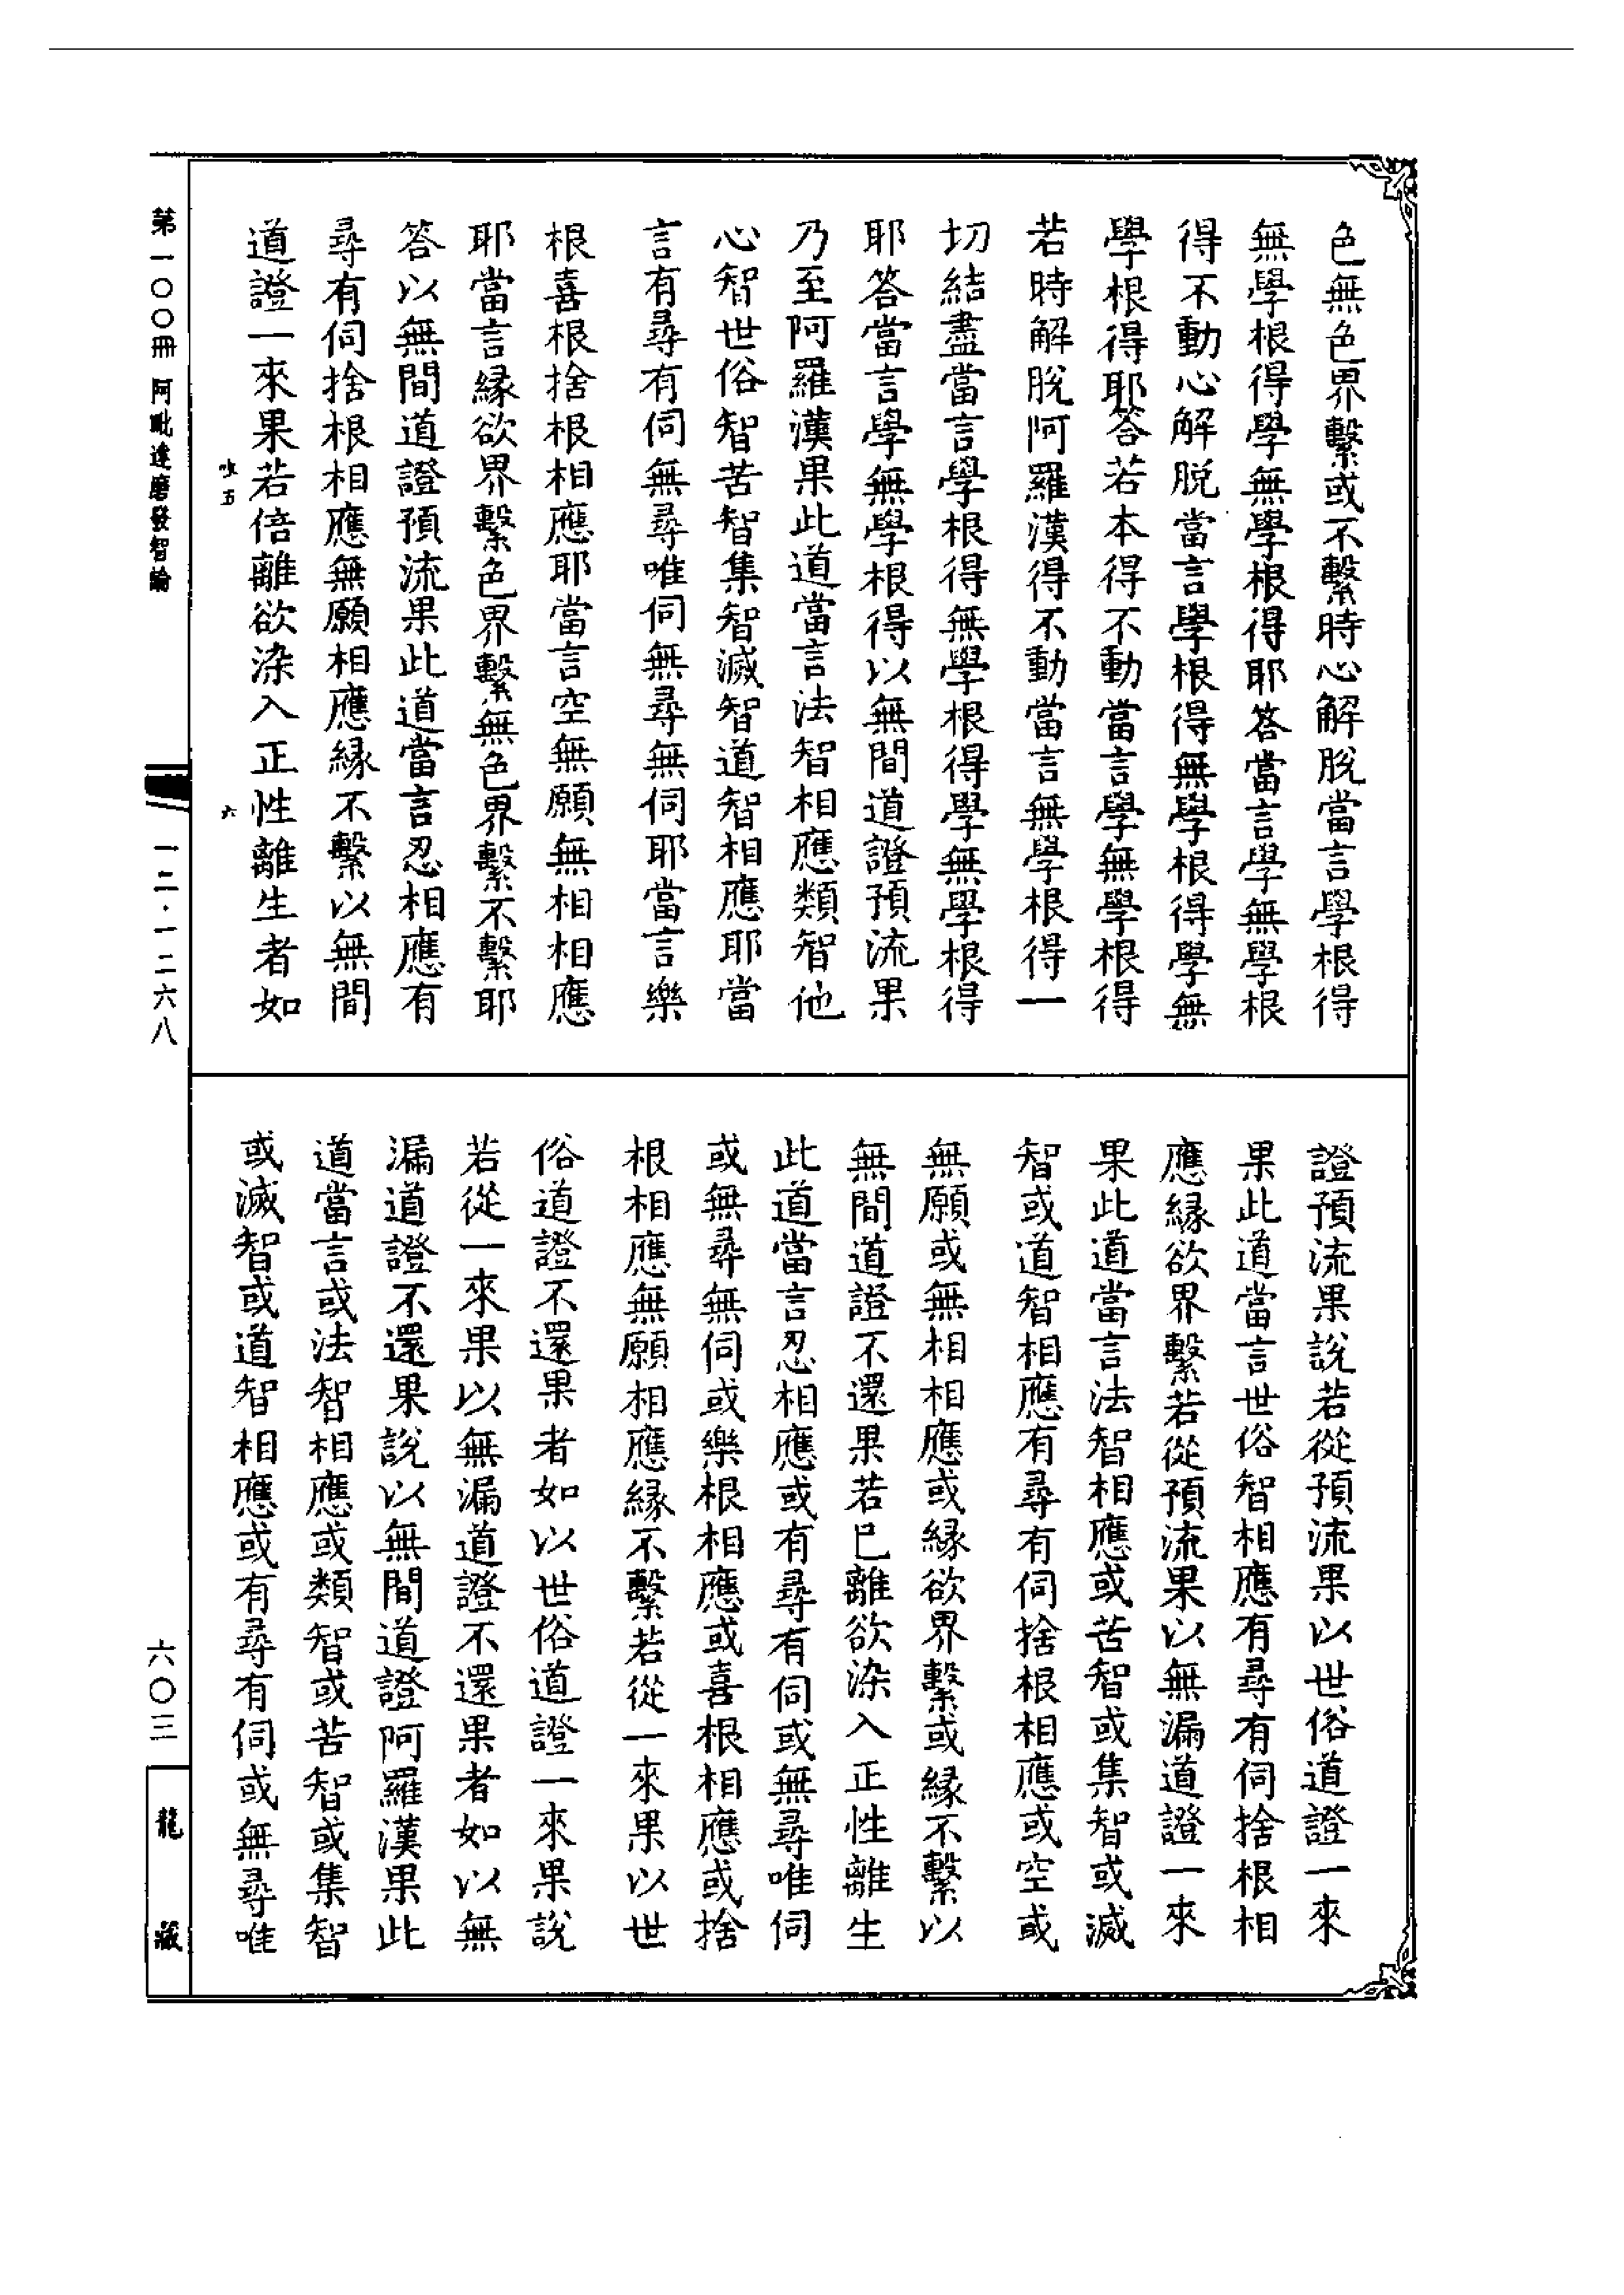 色無色界繫或不繫時心解脫當言學根得
無學根得學無學根得耶答當言學無學根
得不動心解脫當言學根得無學根得學無
學根得耶答若本得不動當言學無學根得
若時解脫阿羅漢得不動當言無學根得一
切結盡當言學根得無學根得學無學根得
耶答當言學無學根得以無間道證預流果
乃至阿羅漢果此道當言法智相應類智他
心智世俗智苦智集智滅智道智相應耶當
言有尋有伺無尋唯伺無尋無伺耶當言樂
根喜根捨根相應耶當言空無願無相相應
耶當言緣欲界繫色界繫無色界繫不繫耶
答以無間道證預流果此道當言忍相應有
尋有伺捨根相應無願相應緣不繫以無間
道證一來果若倍離欲染入正性離生者如
證預流果說若從預流果以世俗道證一來
果此道當言世俗智相應有尋有伺捨根相
應緣欲界繫若從預流果以無漏道證一來
果此道當言法智相應或苦智或集智或滅
智或道智相應有尋有伺捨根相應或空或
無願或無相相應或緣欲界繫或緣不繫以
無間道證不還果若已離欲染入正性離生
此道當言忍相應或有尋有伺或無尋唯伺
或無尋無伺或樂根相應或喜根相應或捨
根相應無願相應緣不繫若從一來果以世
俗道證不還果者如以世俗道證一來果說
若從一來果以無漏道證不還果者如以無
漏道證不還果說以無間道證阿羅漢果此
道當言或法智相應或類智或苦智或集智
或滅智或道智相應或有尋有伺或無尋唯
第一〇〇冊 阿毗達磨發智論
五
六
一二·一二六八
六〇三
龍藏